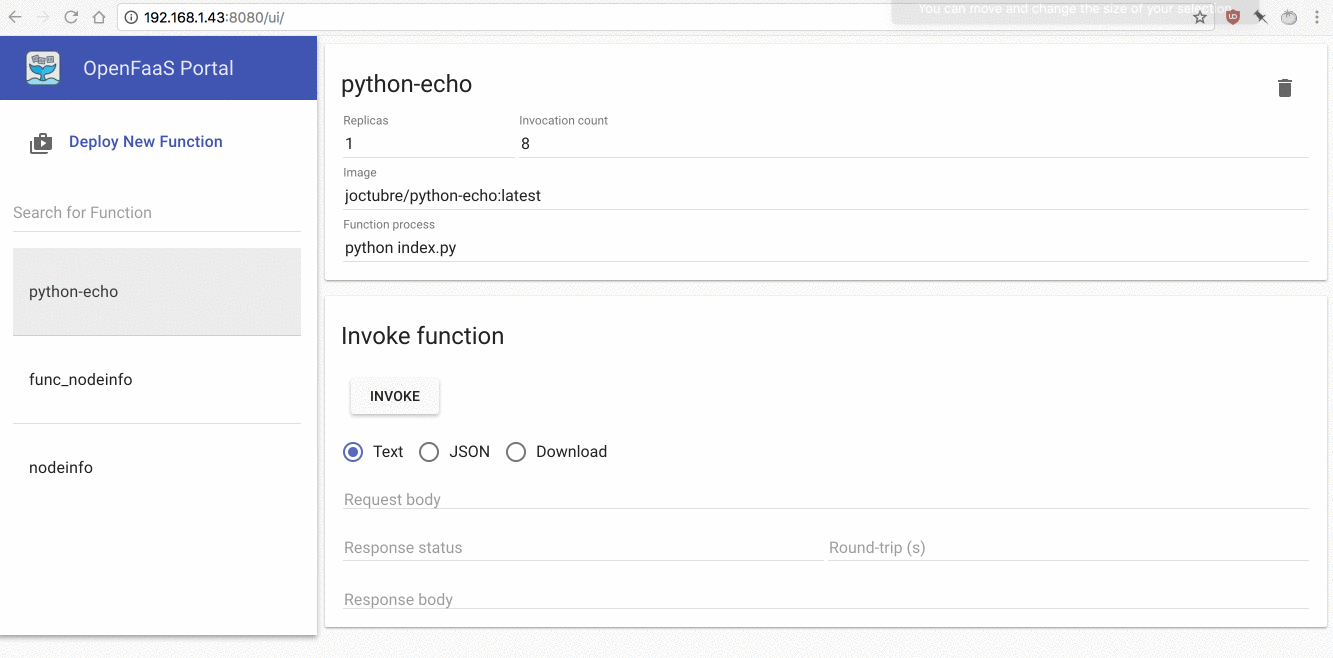 192.168.1.43:8080/ui/
You can move and change the size of your selection.
OpenFaaS Portal
Deploy New Function
Search for Function
python-echo
func_nodeinfo
nodeinfo
python-echo
Replicas Invocation count
1 8
Image
joctubre/python-echo:latest
Function process
python index.py
Invoke function
INVOKE
Text JSON Download
Request body
Response status Round-trip (s)
Response body